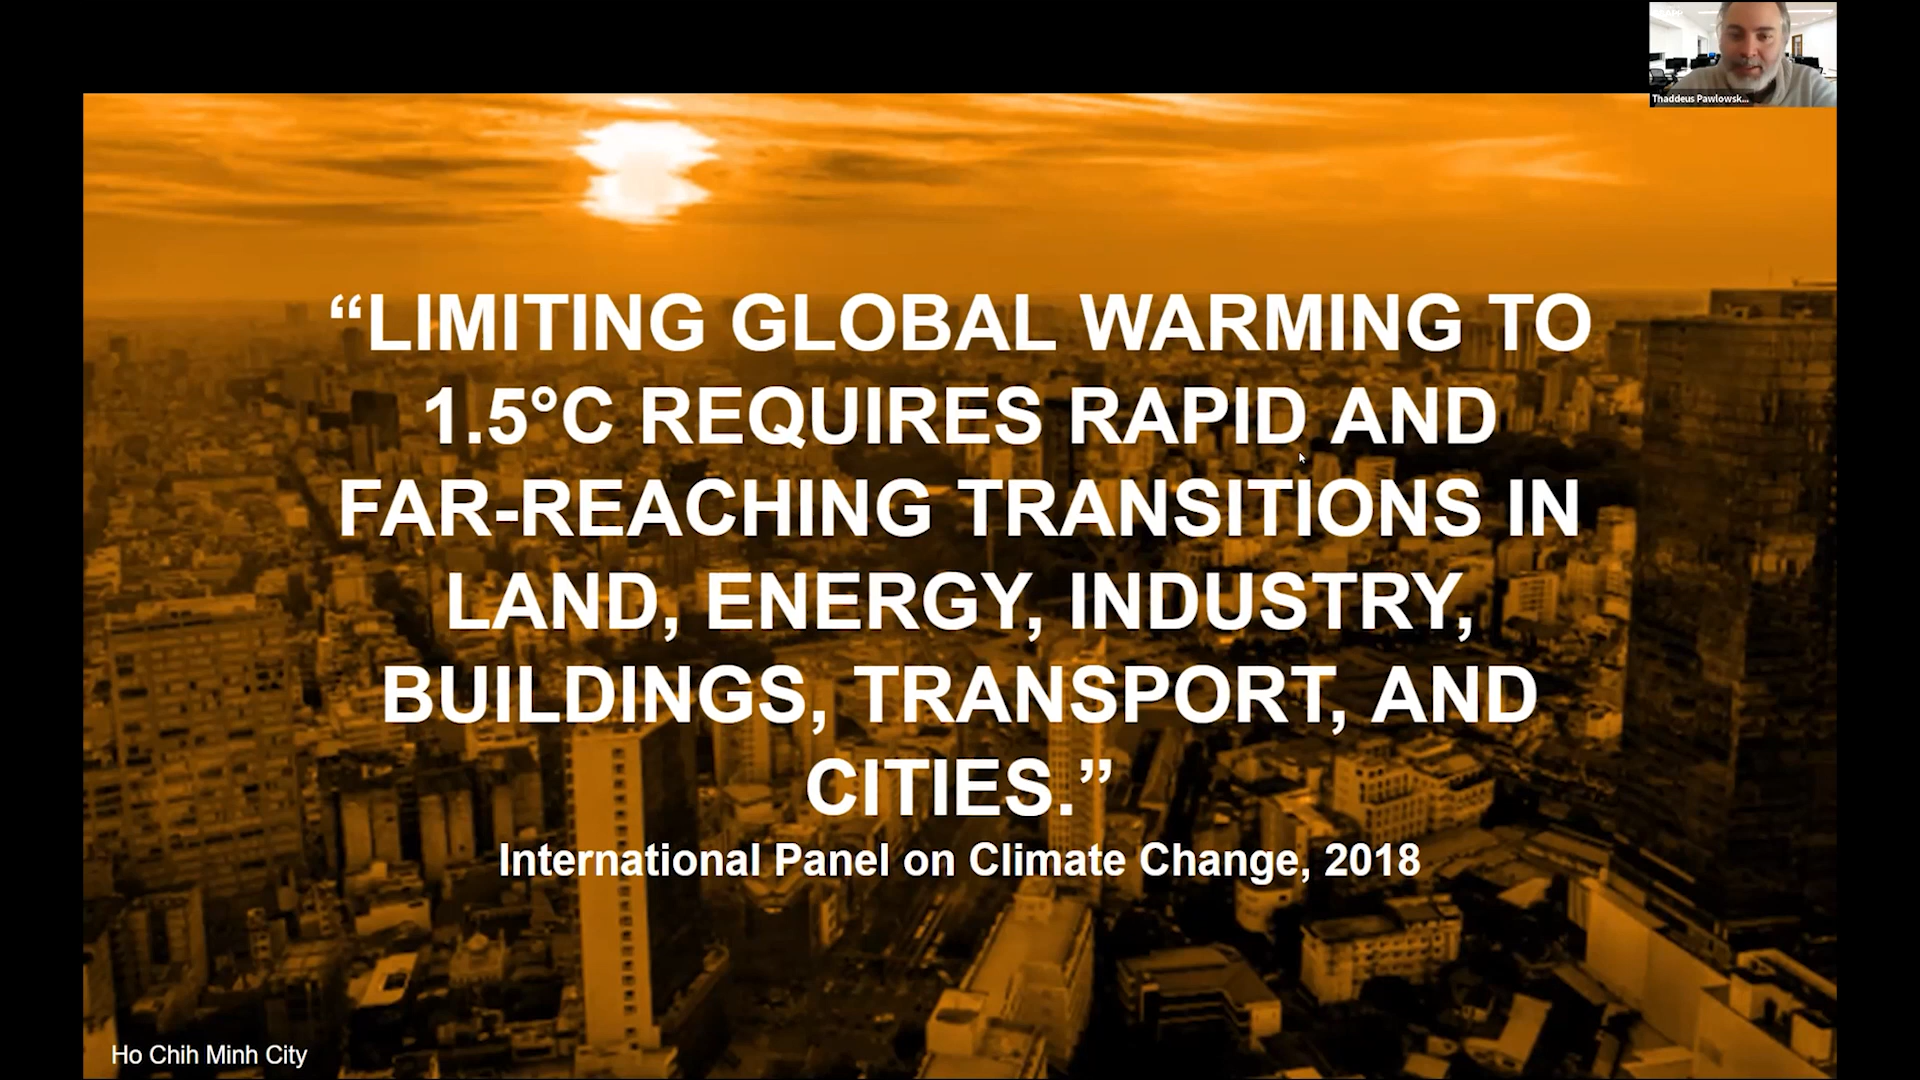 Thaddeus Pawlowsk...
“LIMITING GLOBAL WARMING TO
1.5°C REQUIRES RAPID AND
FAR-REACHING TRANSITIONS IN
LAND, ENERGY, INDUSTRY,
BUILDINGS, TRANSPORT, AND
CITIES.”
International Panel on Climate Change, 2018
Ho Chih Minh City